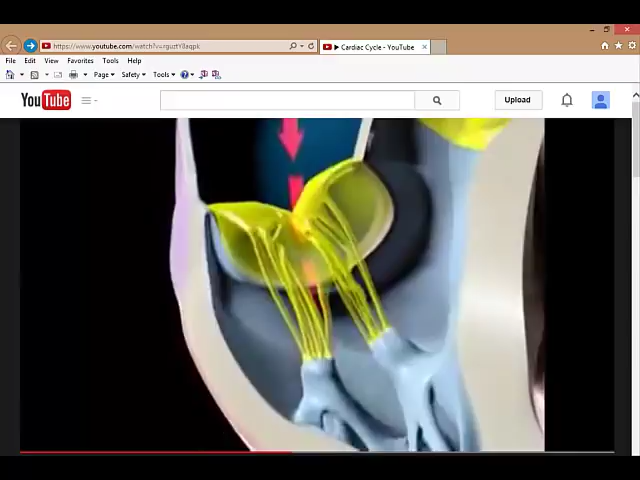 https://www.youtube.com/watch?v=rguztY8aqpk
Cardiac Cycle - YouTube
File Edit View Favorites Tools Help
Page Safety Tools
YouTube
Upload